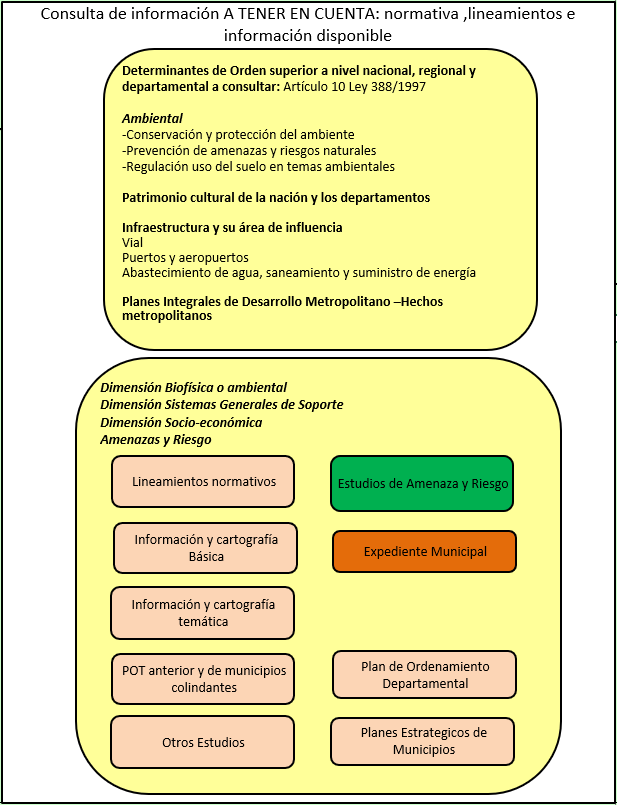 Consulta de información A TENER EN CUENTA: normativa ,lineamientos e
información disponible
Determinantes de Orden superior a nivel nacional, regional y
departamental a consultar: Artículo 10 Ley 388/1997
Ambiental
-Conservación y protección del ambiente
-Prevención de amenazas y riesgos naturales
-Regulación uso del suelo en temas ambientales
Patrimonio cultural de la nación y los departamentos
Infraestructura y su área de influencia
Vial
Puertos y aeropuertos
Abastecimiento de agua, saneamiento y suministro de energía
Planes Integrales de Desarrollo Metropolitano –Hechos
metropolitanos
Dimensión Biofísica o ambiental
Dimensión Sistemas Generales de Soporte
Dimensión Socio-económica
Amenazas y Riesgo
Lineamientos normativos
Estudios de Amenaza y Riesgo
Información y cartografía
Básica
Expediente Municipal
Información y cartografía
temática
POT anterior y de municipios
colindantes
Plan de Ordenamiento
Departamental
Otros Estudios
Planes Estrategicos de
Municipios